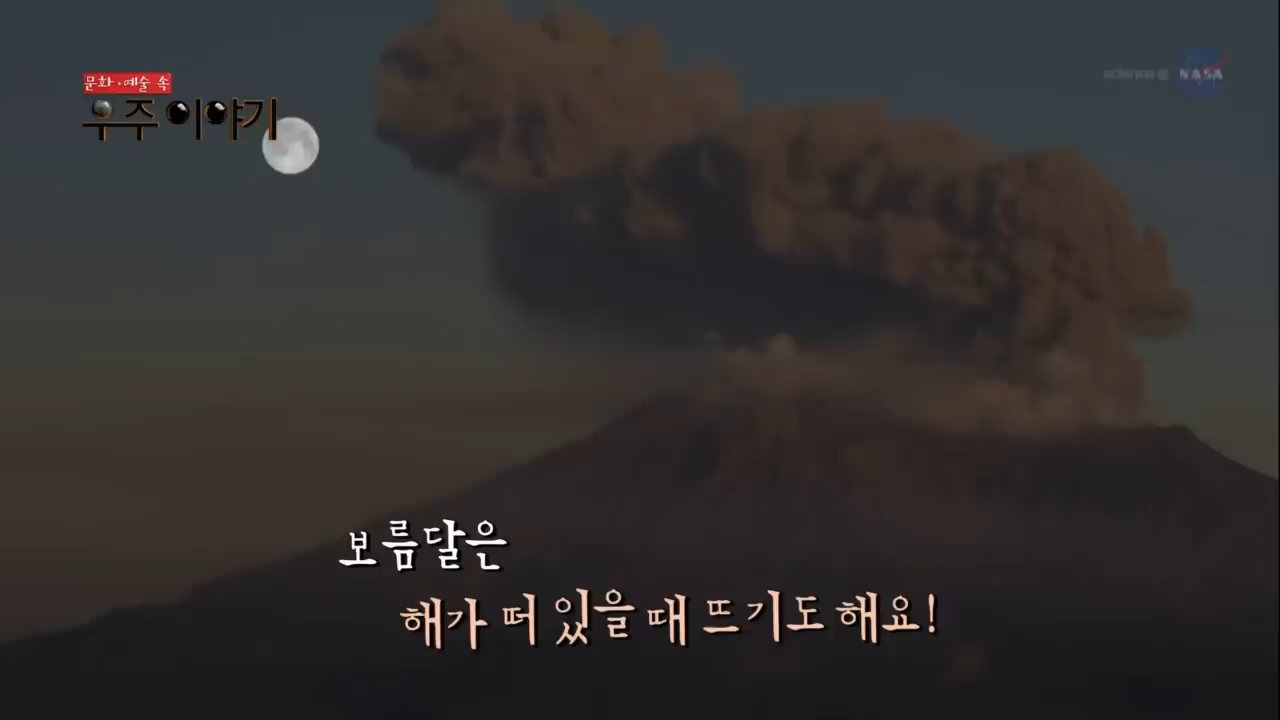 문화·예술 속
우주 이야기
NASA
보름달은
해가 떠 있을 때 뜨기도 해요!